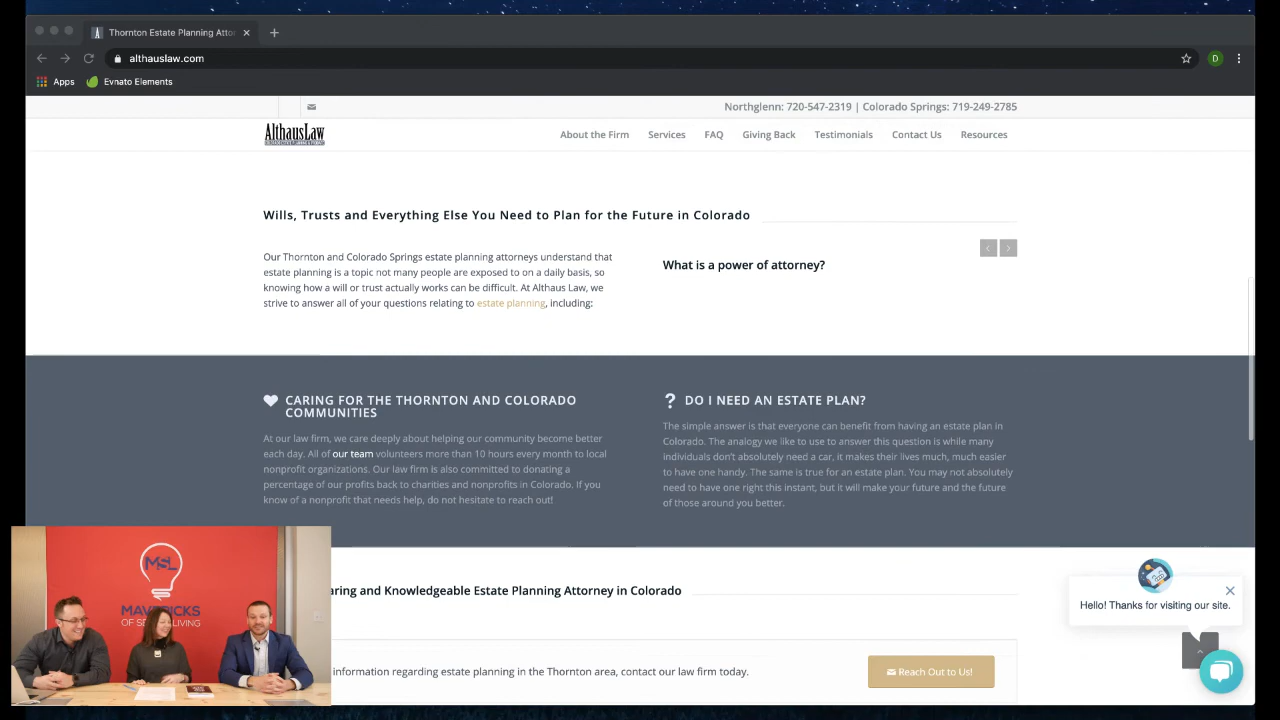 Thornton Estate Planning Attor
althauslaw.com
D
Apps
Evnato Elements
Northglenn: 720-547-2319 | Colorado Springs: 719-249-2785
AlthausLaw
About the Firm
Services
FAQ
Giving Back
Testimonials
Contact Us
Resources
Wills, Trusts and Everything Else You Need to Plan for the Future in Colorado
Our Thornton and Colorado Springs estate planning attorneys understand that
estate planning is a topic not many people are exposed to on a daily basis, so
knowing how a will or trust actually works can be difficult. At Althaus Law, we
strive to answer all of your questions relating to estate planning, including:
What is a power of attorney?
CARING FOR THE THORNTON AND COLORADO
COMMUNITIES
At our law firm, we care deeply about helping our community become better
each day. All of our team volunteers more than 10 hours every month to local
nonprofit organizations. Our law firm is also committed to donating a
percentage of our profits back to charities and nonprofits in Colorado. If you
know of a nonprofit that needs help, do not hesitate to reach out!
? DO I NEED AN ESTATE PLAN?
The simple answer is that everyone can benefit from having an estate plan in
Colorado. The analogy we like to use to answer this question is while many
individuals don't absolutely need a car, it makes their lives much, much easier
to have one handy. The same is true for an estate plan. You may not absolutely
need to have one right this instant, but it will make your future and the future
of those around you better.
aring and Knowledgeable Estate Planning Attorney in Colorado
information regarding estate planning in the Thornton area, contact our law firm today.
Reach Out to Us!
Hello! Thanks for visiting our site.
MSL
MAVERICKS
OF SE LIVING